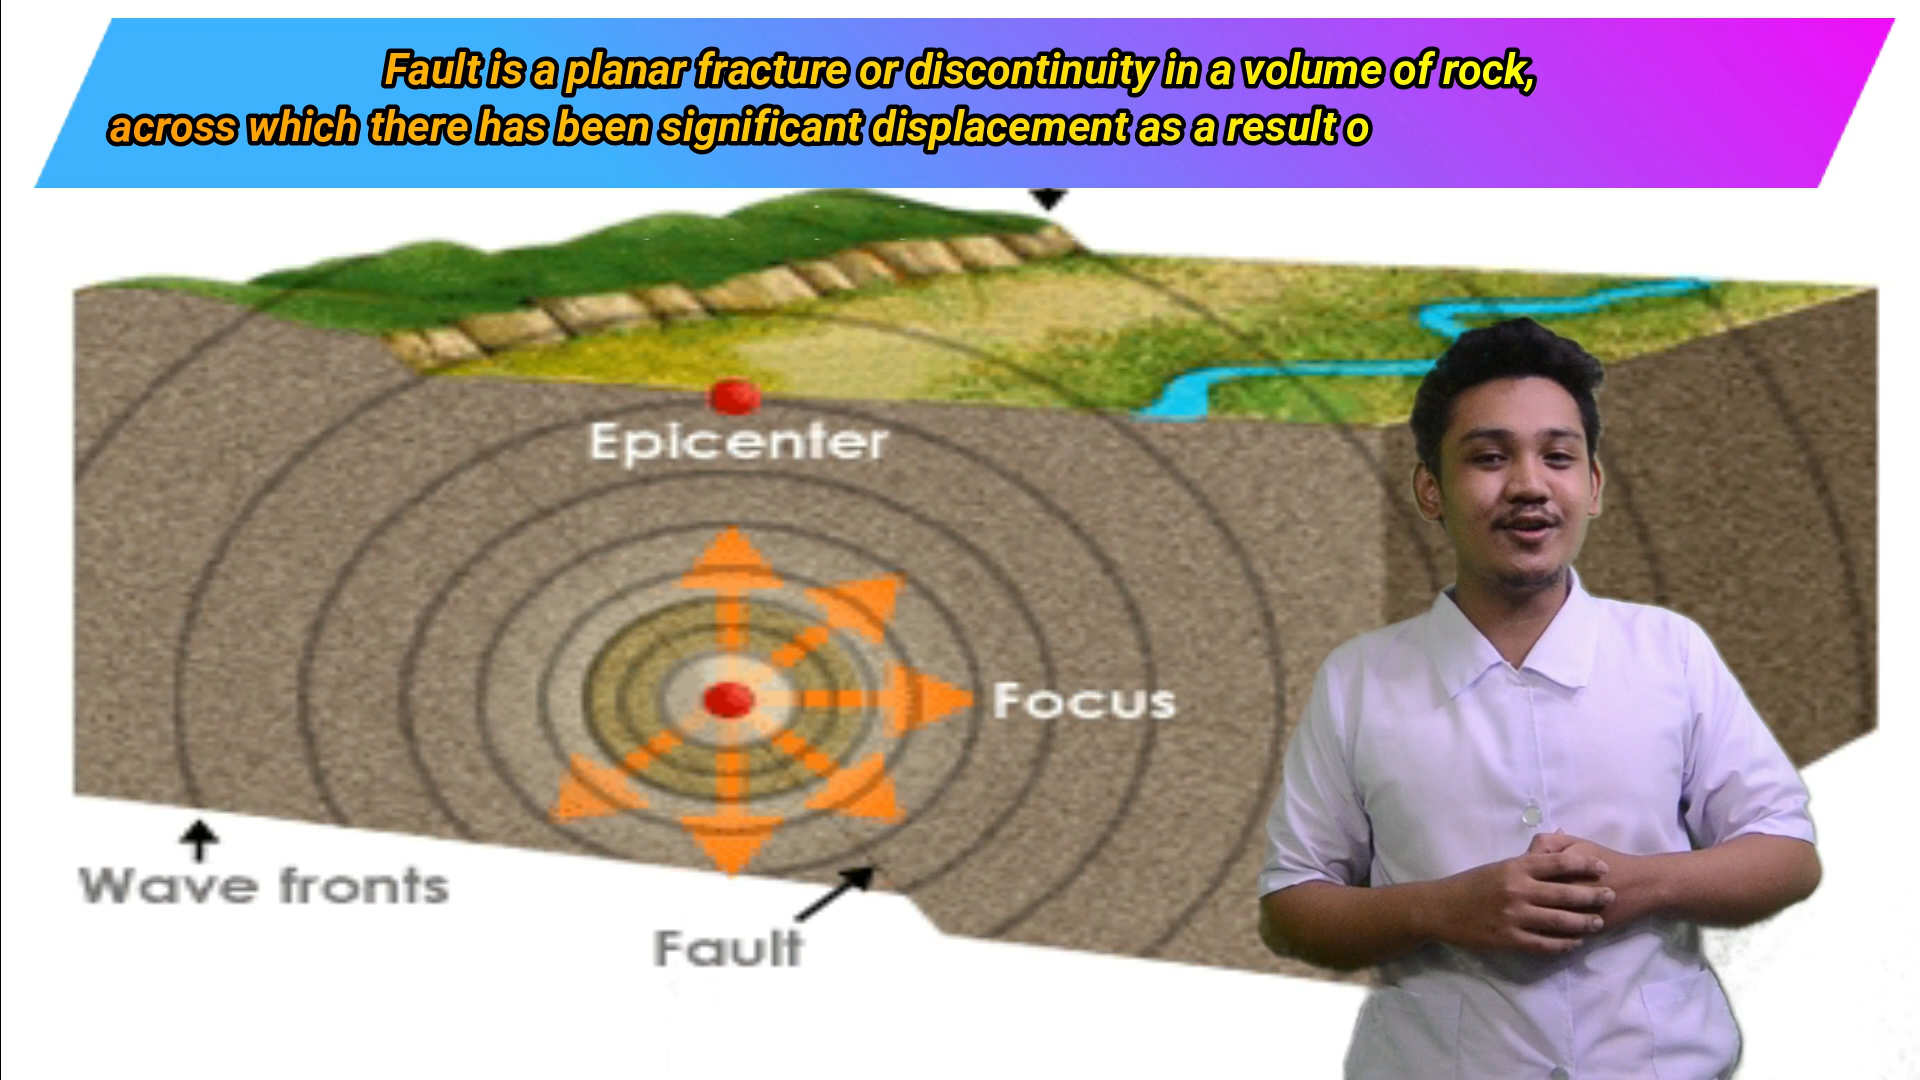 Fault is a planar fracture or discontinuity in a volume of rock,
across which there has been significant displacement as a result o
Epicenter
Focus
Wave fronts
Fault